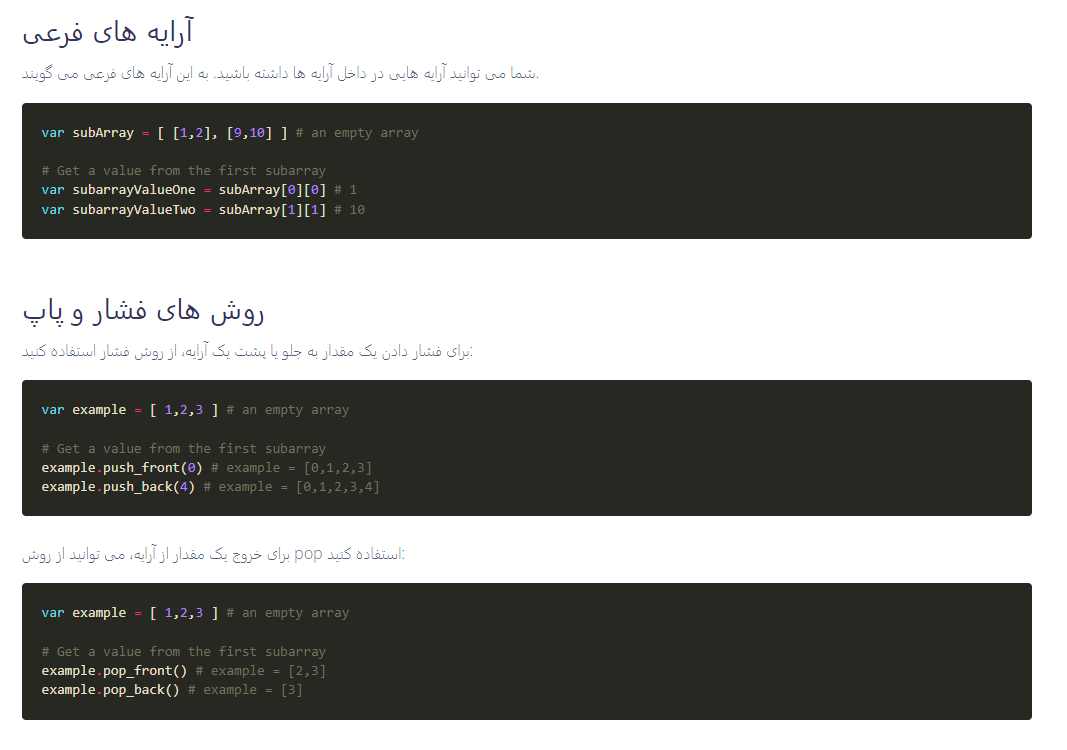 آرایه های فرعی
شما می توانید آرایه هایی در داخل آرایه ها داشته باشید. به این آرایه های فرعی می گویند.
var subArray = [ [1,2], [9,10] ] # an empty array
# Get a value from the first subarray
var subarrayValueOne = subArray[0][0] # 1
var subarrayValueTwo = subArray[1][1] # 10
روش های فشار و پاپ
برای فشار دادن یک مقدار به جلو یا پشت یک آرایه، از روش فشار استفاده کنید:
var example = [ 1,2,3 ] # an empty array
# Get a value from the first subarray
example.push_front(0) # example = [0,1,2,3]
example.push_back(4) # example = [0,1,2,3,4]
برای خروج یک مقدار از آرایه، می توانید از روش pop استفاده کنید:
var example = [ 1,2,3 ] # an empty array
# Get a value from the first subarray
example.pop_front() # example = [2,3]
example.pop_back() # example = [3]